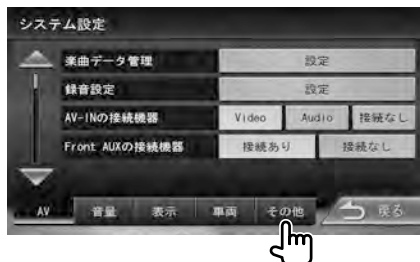 システム設定
楽曲データ管理 設定
録音設定 設定
AV-INの接続機器 Video Audio 接続なし
Front AUXの接続機器 接続あり 接続なし
AV 音量 表示 車両 その他 戻る